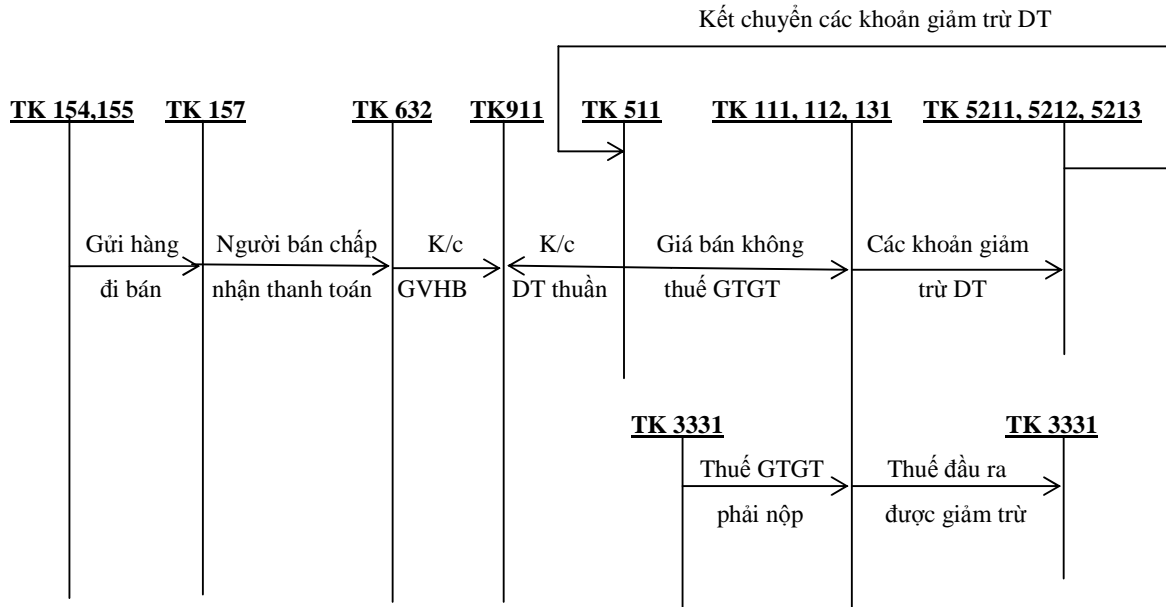 Kết chuyển các khoản giảm trừ DT
TK 154,155 TK 157 TK 632 TK911 TK 511 TK 111, 112, 131 TK 5211, 5212, 5213
Gửi hàng Người bán chấp K/c K/c Giá bán không Các khoản giảm
đi bán nhận thanh toán GVHB DT thuần thuế GTGT trừ DT
TK 3331 TK 3331
Thuế GTGT Thuế đầu ra
phải nộp được giảm trừ